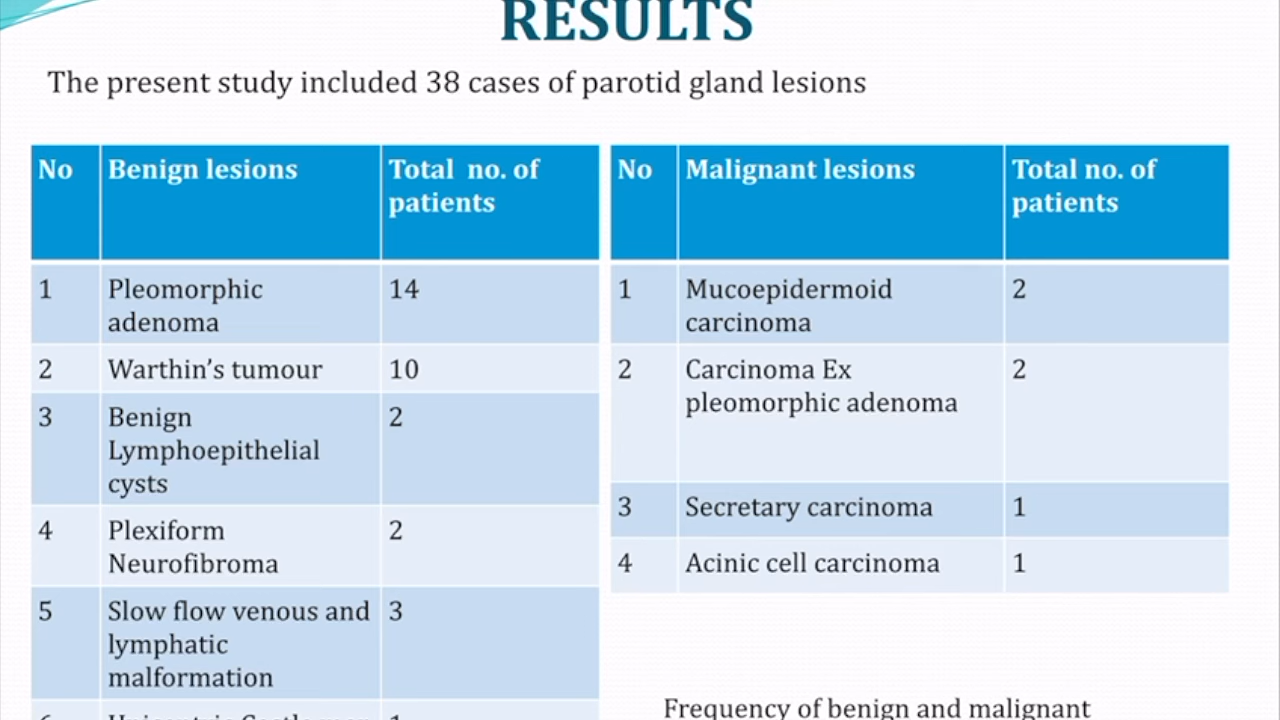 RESULTS
The present study included 38 cases of parotid gland lesions
No Benign lesions Total no. of
patients
1 Pleomorphic 14
adenoma
2 Warthin’s tumour 10
3 Benign 2
Lymphoepithelial
cysts
4 Plexiform 2
Neurofibroma
5 Slow flow venous and 3
lymphatic
malformation
No Malignant lesions Total no. of
patients
1 Mucoepidermoid 2
carcinoma
2 Carcinoma Ex 2
pleomorphic adenoma
3 Secretary carcinoma 1
4 Acinic cell carcinoma 1
Frequency of benign and malignant